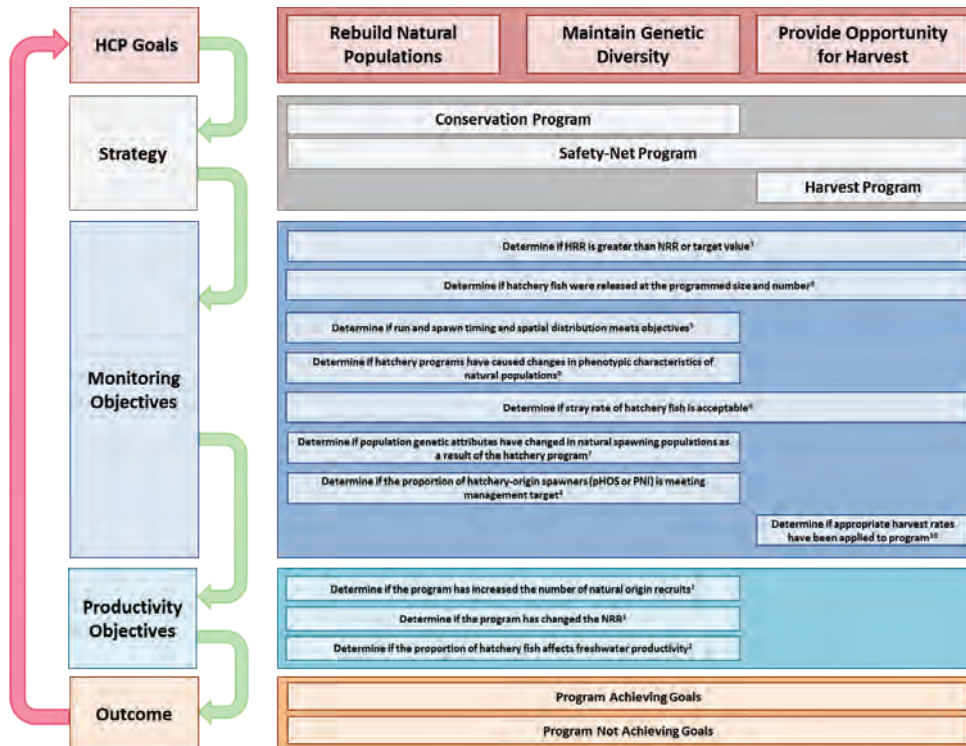 HCP Goals
Rebuild Natural
Populations
Maintain Genetic
Diversity
Provide Opportunity
for Harvest
Strategy
Conservation Program
Safety-Net Program
Harvest Program
Monitoring
Objectives
Determine if HRR is greater than NRR or target value
Determine if hatchery fish were released at the programmed size and number
Determine if run and spawn timing and spatial distribution meets objectives
Determine if hatchery programs have caused changes in phenotypic characteristics of
natural populations
Determine if stray rate of hatchery fish is acceptable
Determine if population genetic attributes have changed in natural spawning populations as
a result of the hatchery program⁷
Determine if the proportion of hatchery-origin spawners (pHOS or PNI) is meeting
management target
Determine if appropriate harvest rates
have been applied to program¹⁰
Productivity
Objectives
Determine if the program has increased the number of natural origin recruits¹
Determine if the program has changed the NRR
Determine if the proportion of hatchery fish affects freshwater productivity²
Outcome
Program Achieving Goals
Program Not Achieving Goals